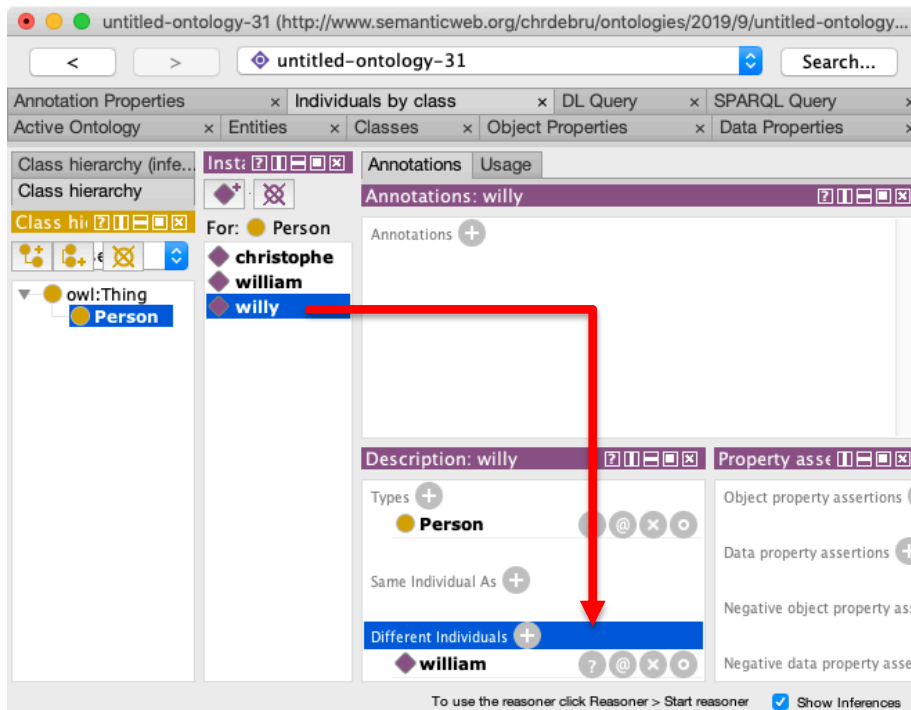 untitled-ontology-31 (http://www.semanticweb.org/chrdebru/ontologies/2019/9/untitled-ontology...
< > untitled-ontology-31 Search...
Annotation Properties × Individuals by class × DL Query × SPARQL Query ×
Active Ontology × Entities × Classes × Object Properties × Data Properties ×
Class hierarchy (infe...
Class hierarchy
Class hi
owl:Thing
Person
Insta
For: Person
christophe
william
willy
Annotations Usage
Annotations: willy
Annotations
Description: willy
Types
Person
Same Individual As
Different Individuals
william
Property asse
Object property assertions
Data property assertions
Negative object property ass
Negative data property asse
To use the reasoner click Reasoner > Start reasoner Show Inferences